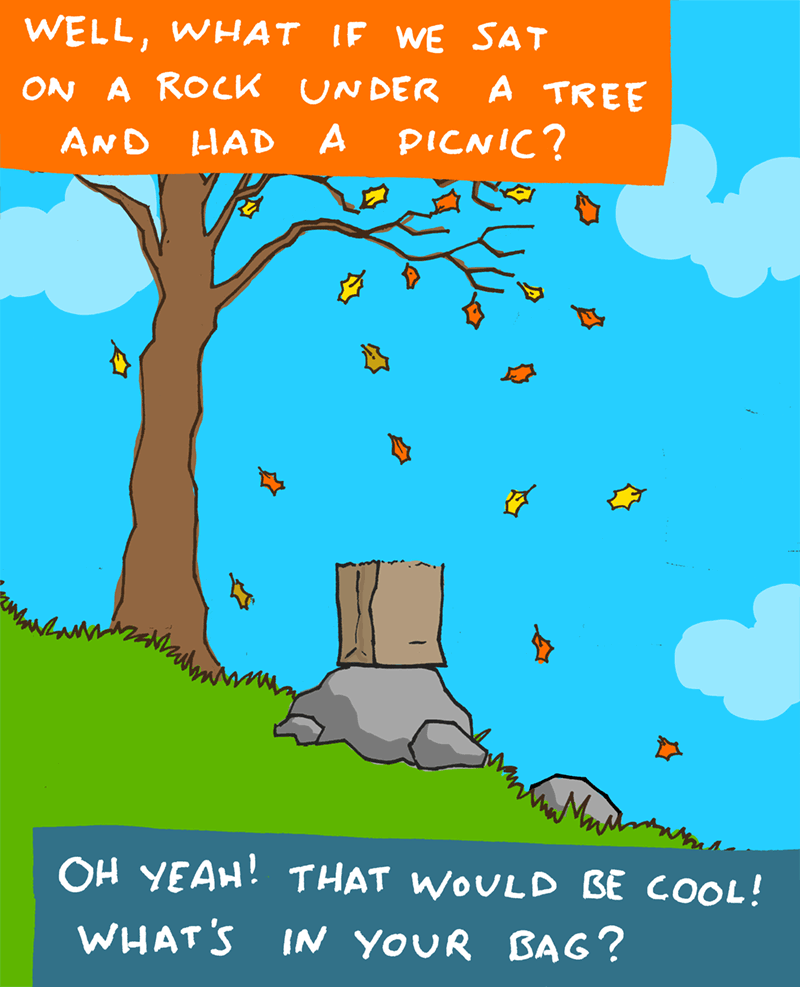 WELL, WHAT IF WE SAT
ON A ROCK UNDER A TREE
AND HAD A PICNIC?
OH YEAH! THAT WOULD BE COOL!
WHAT'S IN YOUR BAG?